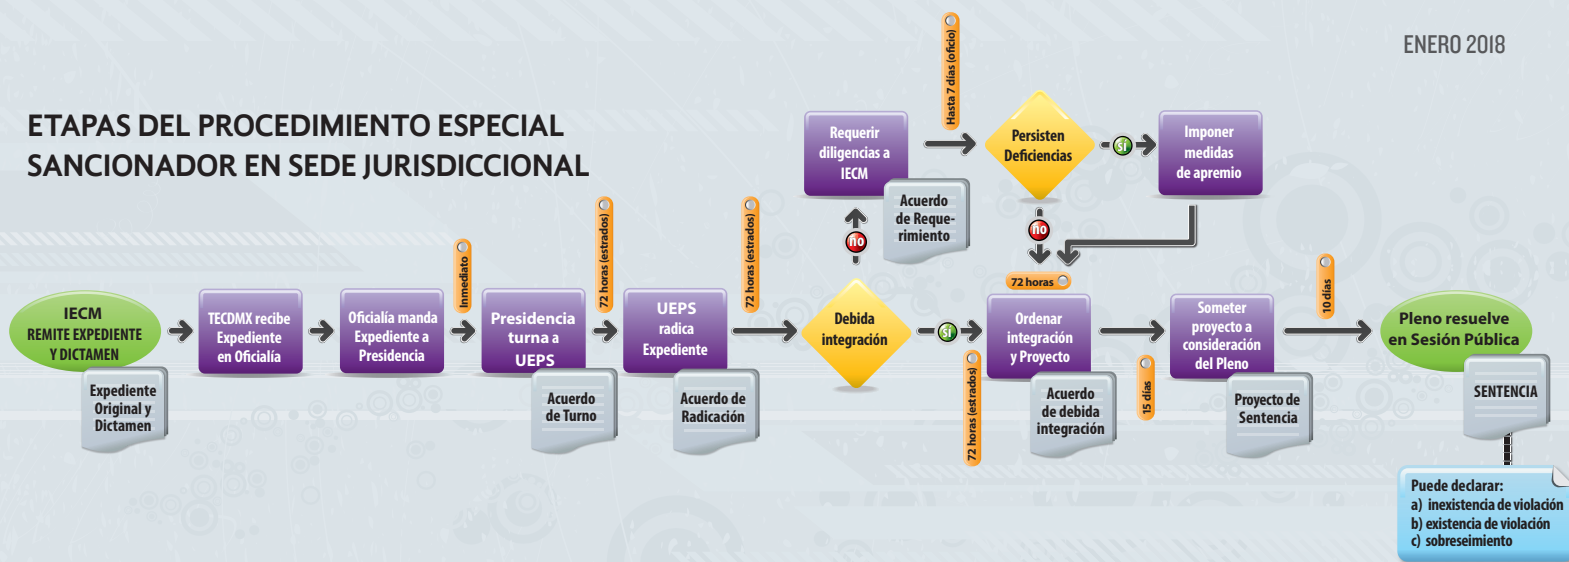 ENERO 2018
ETAPAS DEL PROCEDIMIENTO ESPECIAL
SANCIONADOR EN SEDE JURISDICCIONAL
IECM
REMITE EXPEDIENTE
Y DICTAMEN
Expediente
Original y
Dictamen
TECDMX recibe
Expediente
en Oficialía
Oficialía manda
Expediente a
Presidencia
Inmediato
Presidencia
turna a
UEPS
Acuerdo
de Turno
72 horas (estrados)
UEPS
radica
Expediente
Acuerdo de
Radicación
72 horas (estrados)
Debida
integración
no
Requerir
diligencias a
IECM
Acuerdo
de Reque-
rimiento
Hasta 7 días (oficio)
Persisten
Deficiencias
si
Imponer
medidas
de apremio
no
72 horas
si
72 horas (estrados)
Ordenar
integración
y Proyecto
Acuerdo
de debida
integración
15 días
Someter
proyecto a
consideración
del Pleno
Proyecto de
Sentencia
10 días
Pleno resuelve
en Sesión Pública
SENTENCIA
Puede declarar:
a) inexistencia de violación
b) existencia de violación
c) sobreseimiento